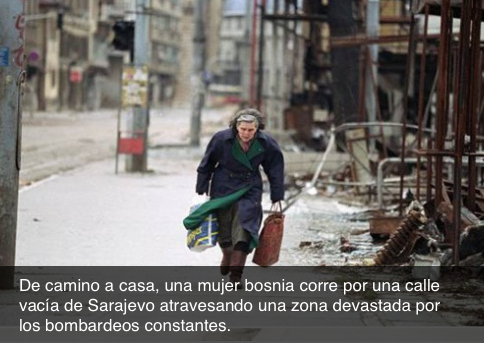 De camino a casa, una mujer bosnia corre por una calle
vacía de Sarajevo atravesando una zona devastada por
los bombardeos constantes.